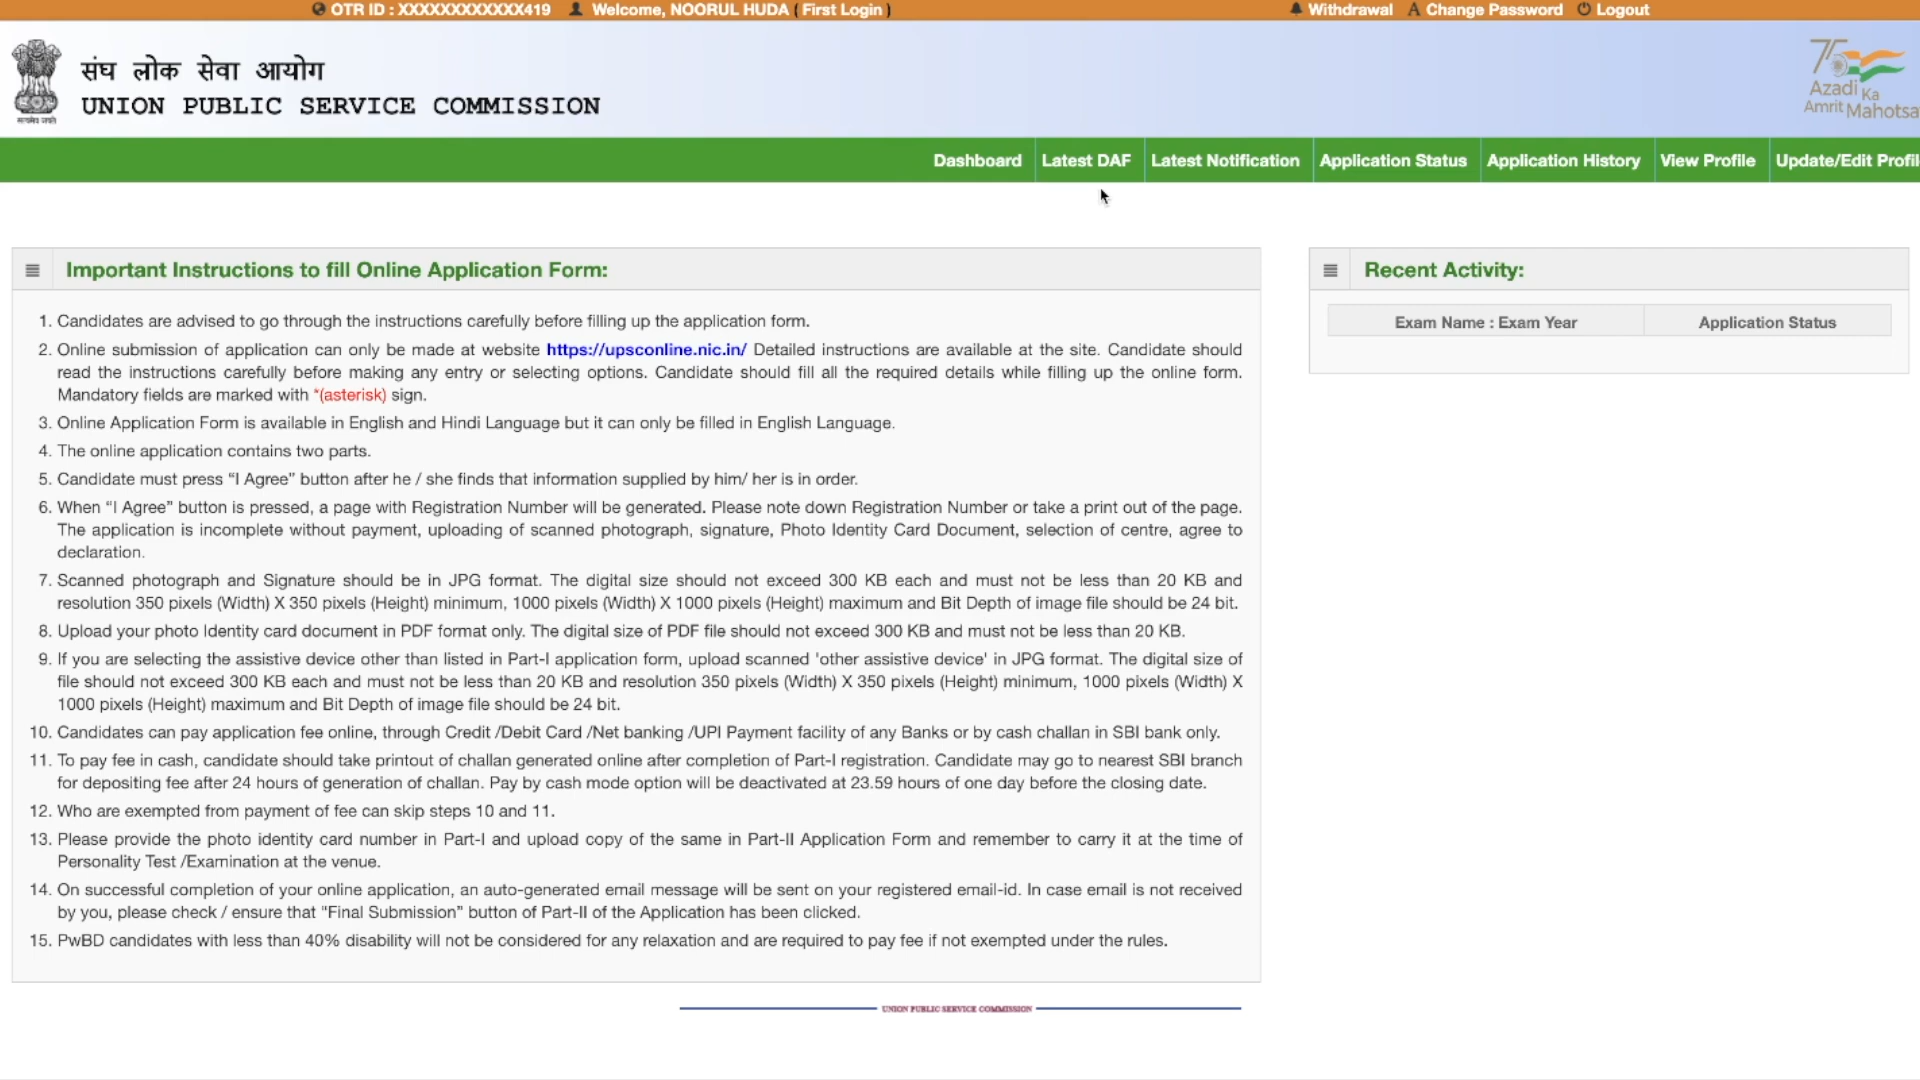 OTR ID : XXXXXXXXXXXX419 Welcome, NOORUL HUDA ( First Login ) Withdrawal Change Password Logout
संघ लोक सेवा आयोग
UNION PUBLIC SERVICE COMMISSION
सत्यमेव जयते
75
Azadi Ka
Amrit Mahotsa
Dashboard Latest DAF Latest Notification Application Status Application History View Profile Update/Edit Profil
Important Instructions to fill Online Application Form:
1. Candidates are advised to go through the instructions carefully before filling up the application form.
2. Online submission of application can only be made at website https://upsconline.nic.in/ Detailed instructions are available at the site. Candidate should
read the instructions carefully before making any entry or selecting options. Candidate should fill all the required details while filling up the online form.
Mandatory fields are marked with *(asterisk) sign.
3. Online Application Form is available in English and Hindi Language but it can only be filled in English Language.
4. The online application contains two parts.
5. Candidate must press “I Agree” button after he / she finds that information supplied by him/ her is in order.
6. When “I Agree” button is pressed, a page with Registration Number will be generated. Please note down Registration Number or take a print out of the page.
The application is incomplete without payment, uploading of scanned photograph, signature, Photo Identity Card Document, selection of centre, agree to
declaration.
7. Scanned photograph and Signature should be in JPG format. The digital size should not exceed 300 KB each and must not be less than 20 KB and
resolution 350 pixels (Width) X 350 pixels (Height) minimum, 1000 pixels (Width) X 1000 pixels (Height) maximum and Bit Depth of image file should be 24 bit.
8. Upload your photo Identity card document in PDF format only. The digital size of PDF file should not exceed 300 KB and must not be less than 20 KB.
9. If you are selecting the assistive device other than listed in Part-I application form, upload scanned 'other assistive device' in JPG format. The digital size of
file should not exceed 300 KB each and must not be less than 20 KB and resolution 350 pixels (Width) X 350 pixels (Height) minimum, 1000 pixels (Width) X
1000 pixels (Height) maximum and Bit Depth of image file should be 24 bit.
10. Candidates can pay application fee online, through Credit /Debit Card /Net banking /UPI Payment facility of any Banks or by cash challan in SBI bank only.
11. To pay fee in cash, candidate should take printout of challan generated online after completion of Part-I registration. Candidate may go to nearest SBI branch
for depositing fee after 24 hours of generation of challan. Pay by cash mode option will be deactivated at 23.59 hours of one day before the closing date.
12. Who are exempted from payment of fee can skip steps 10 and 11.
13. Please provide the photo identity card number in Part-I and upload copy of the same in Part-II Application Form and remember to carry it at the time of
Personality Test /Examination at the venue.
14. On successful completion of your online application, an auto-generated email message will be sent on your registered email-id. In case email is not received
by you, please check / ensure that "Final Submission" button of Part-II of the Application has been clicked.
15. PwBD candidates with less than 40% disability will not be considered for any relaxation and are required to pay fee if not exempted under the rules.
Recent Activity:
Exam Name : Exam Year Application Status
UNION PUBLIC SERVICE COMMISSION